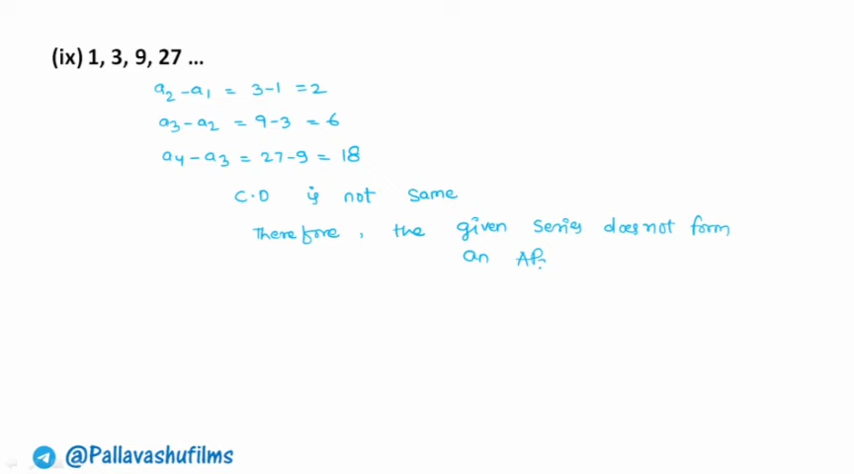 (ix) 1, 3, 9, 27 ...
a₂ - a₁ = 3-1 = 2
a₃ - a₂ = 9-3 = 6
a₄ - a₃ = 27-9 = 18
C.D is not same
Therefore, the given series does not form
an AP.
@Pallavashufilms